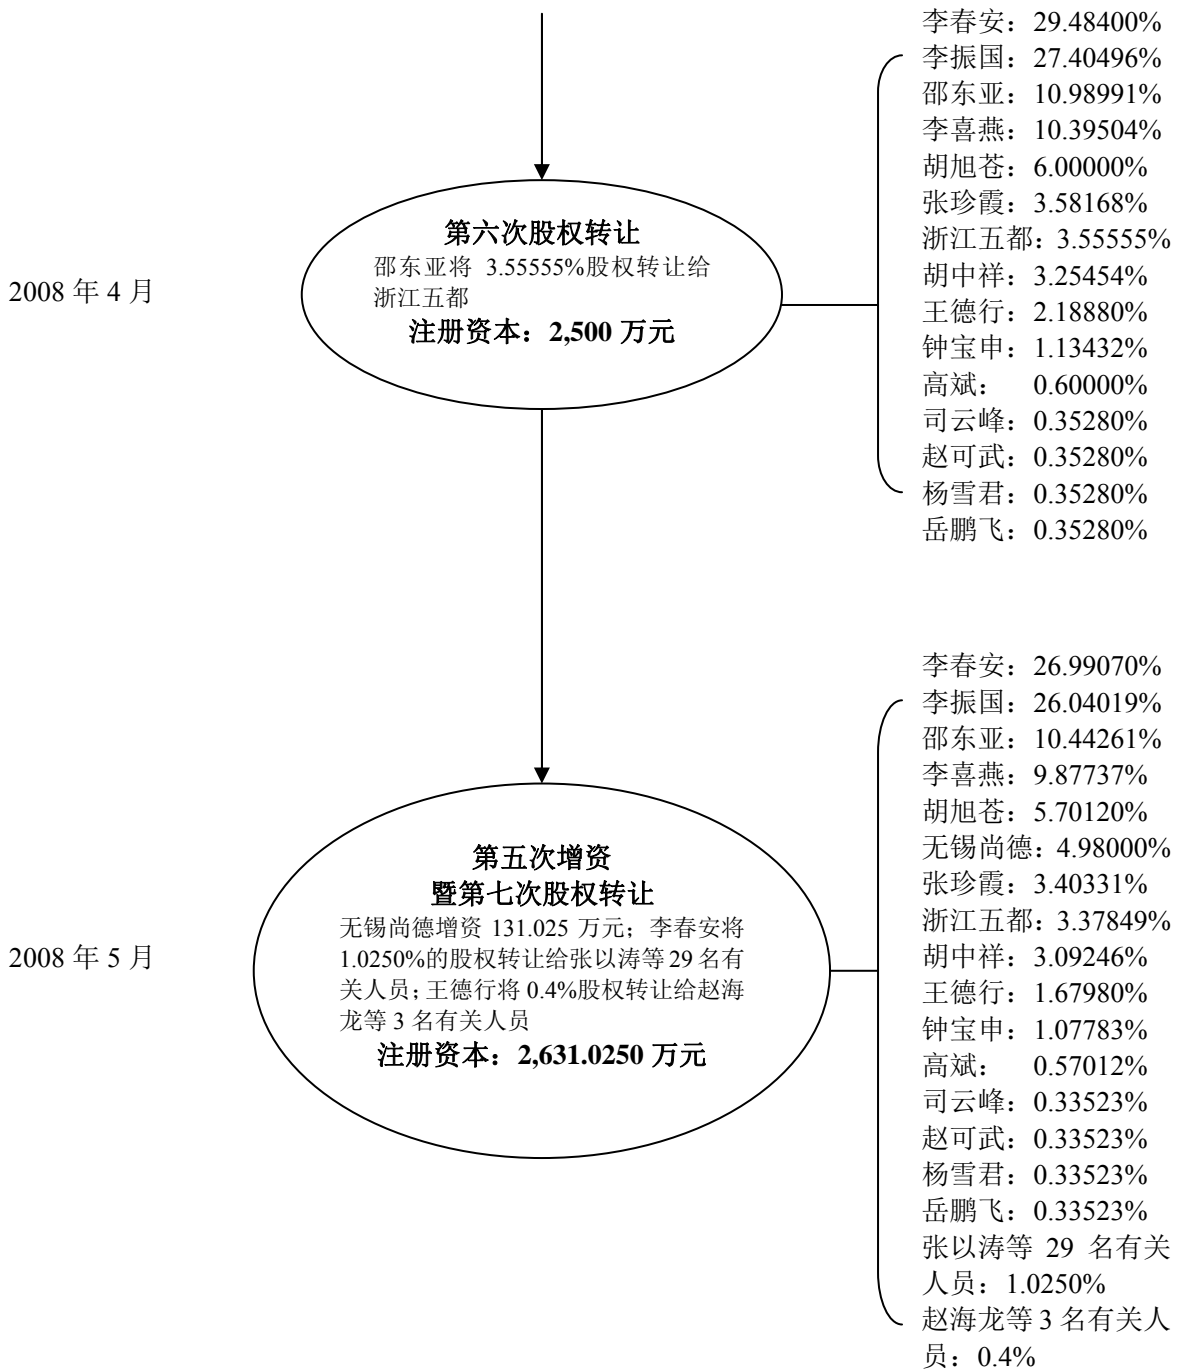 李春安：29.48400%
李振国：27.40496%
邵东亚：10.98991%
李喜燕：10.39504%
胡旭苍：6.00000%
张珍霞：3.58168%
浙江五都：3.55555%
胡中祥：3.25454%
王德行：2.18880%
钟宝申：1.13432%
高斌： 0.60000%
司云峰：0.35280%
赵可武：0.35280%
杨雪君：0.35280%
岳鹏飞：0.35280%
2008 年 4 月
第六次股权转让
邵东亚将 3.55555%股权转让给
浙江五都
注册资本：2,500 万元
2008 年 5 月
第五次增资
暨第七次股权转让
无锡尚德增资 131.025 万元；李春安将
1.0250%的股权转让给张以涛等 29 名有
关人员；王德行将 0.4%股权转让给赵海
龙等 3 名有关人员
注册资本：2,631.0250 万元
李春安：26.99070%
李振国：26.04019%
邵东亚：10.44261%
李喜燕：9.87737%
胡旭苍：5.70120%
无锡尚德：4.98000%
张珍霞：3.40331%
浙江五都：3.37849%
胡中祥：3.09246%
王德行：1.67980%
钟宝申：1.07783%
高斌： 0.57012%
司云峰：0.33523%
赵可武：0.33523%
杨雪君：0.33523%
岳鹏飞：0.33523%
张以涛等 29 名有关
人员：1.0250%
赵海龙等 3 名有关人
员：0.4%